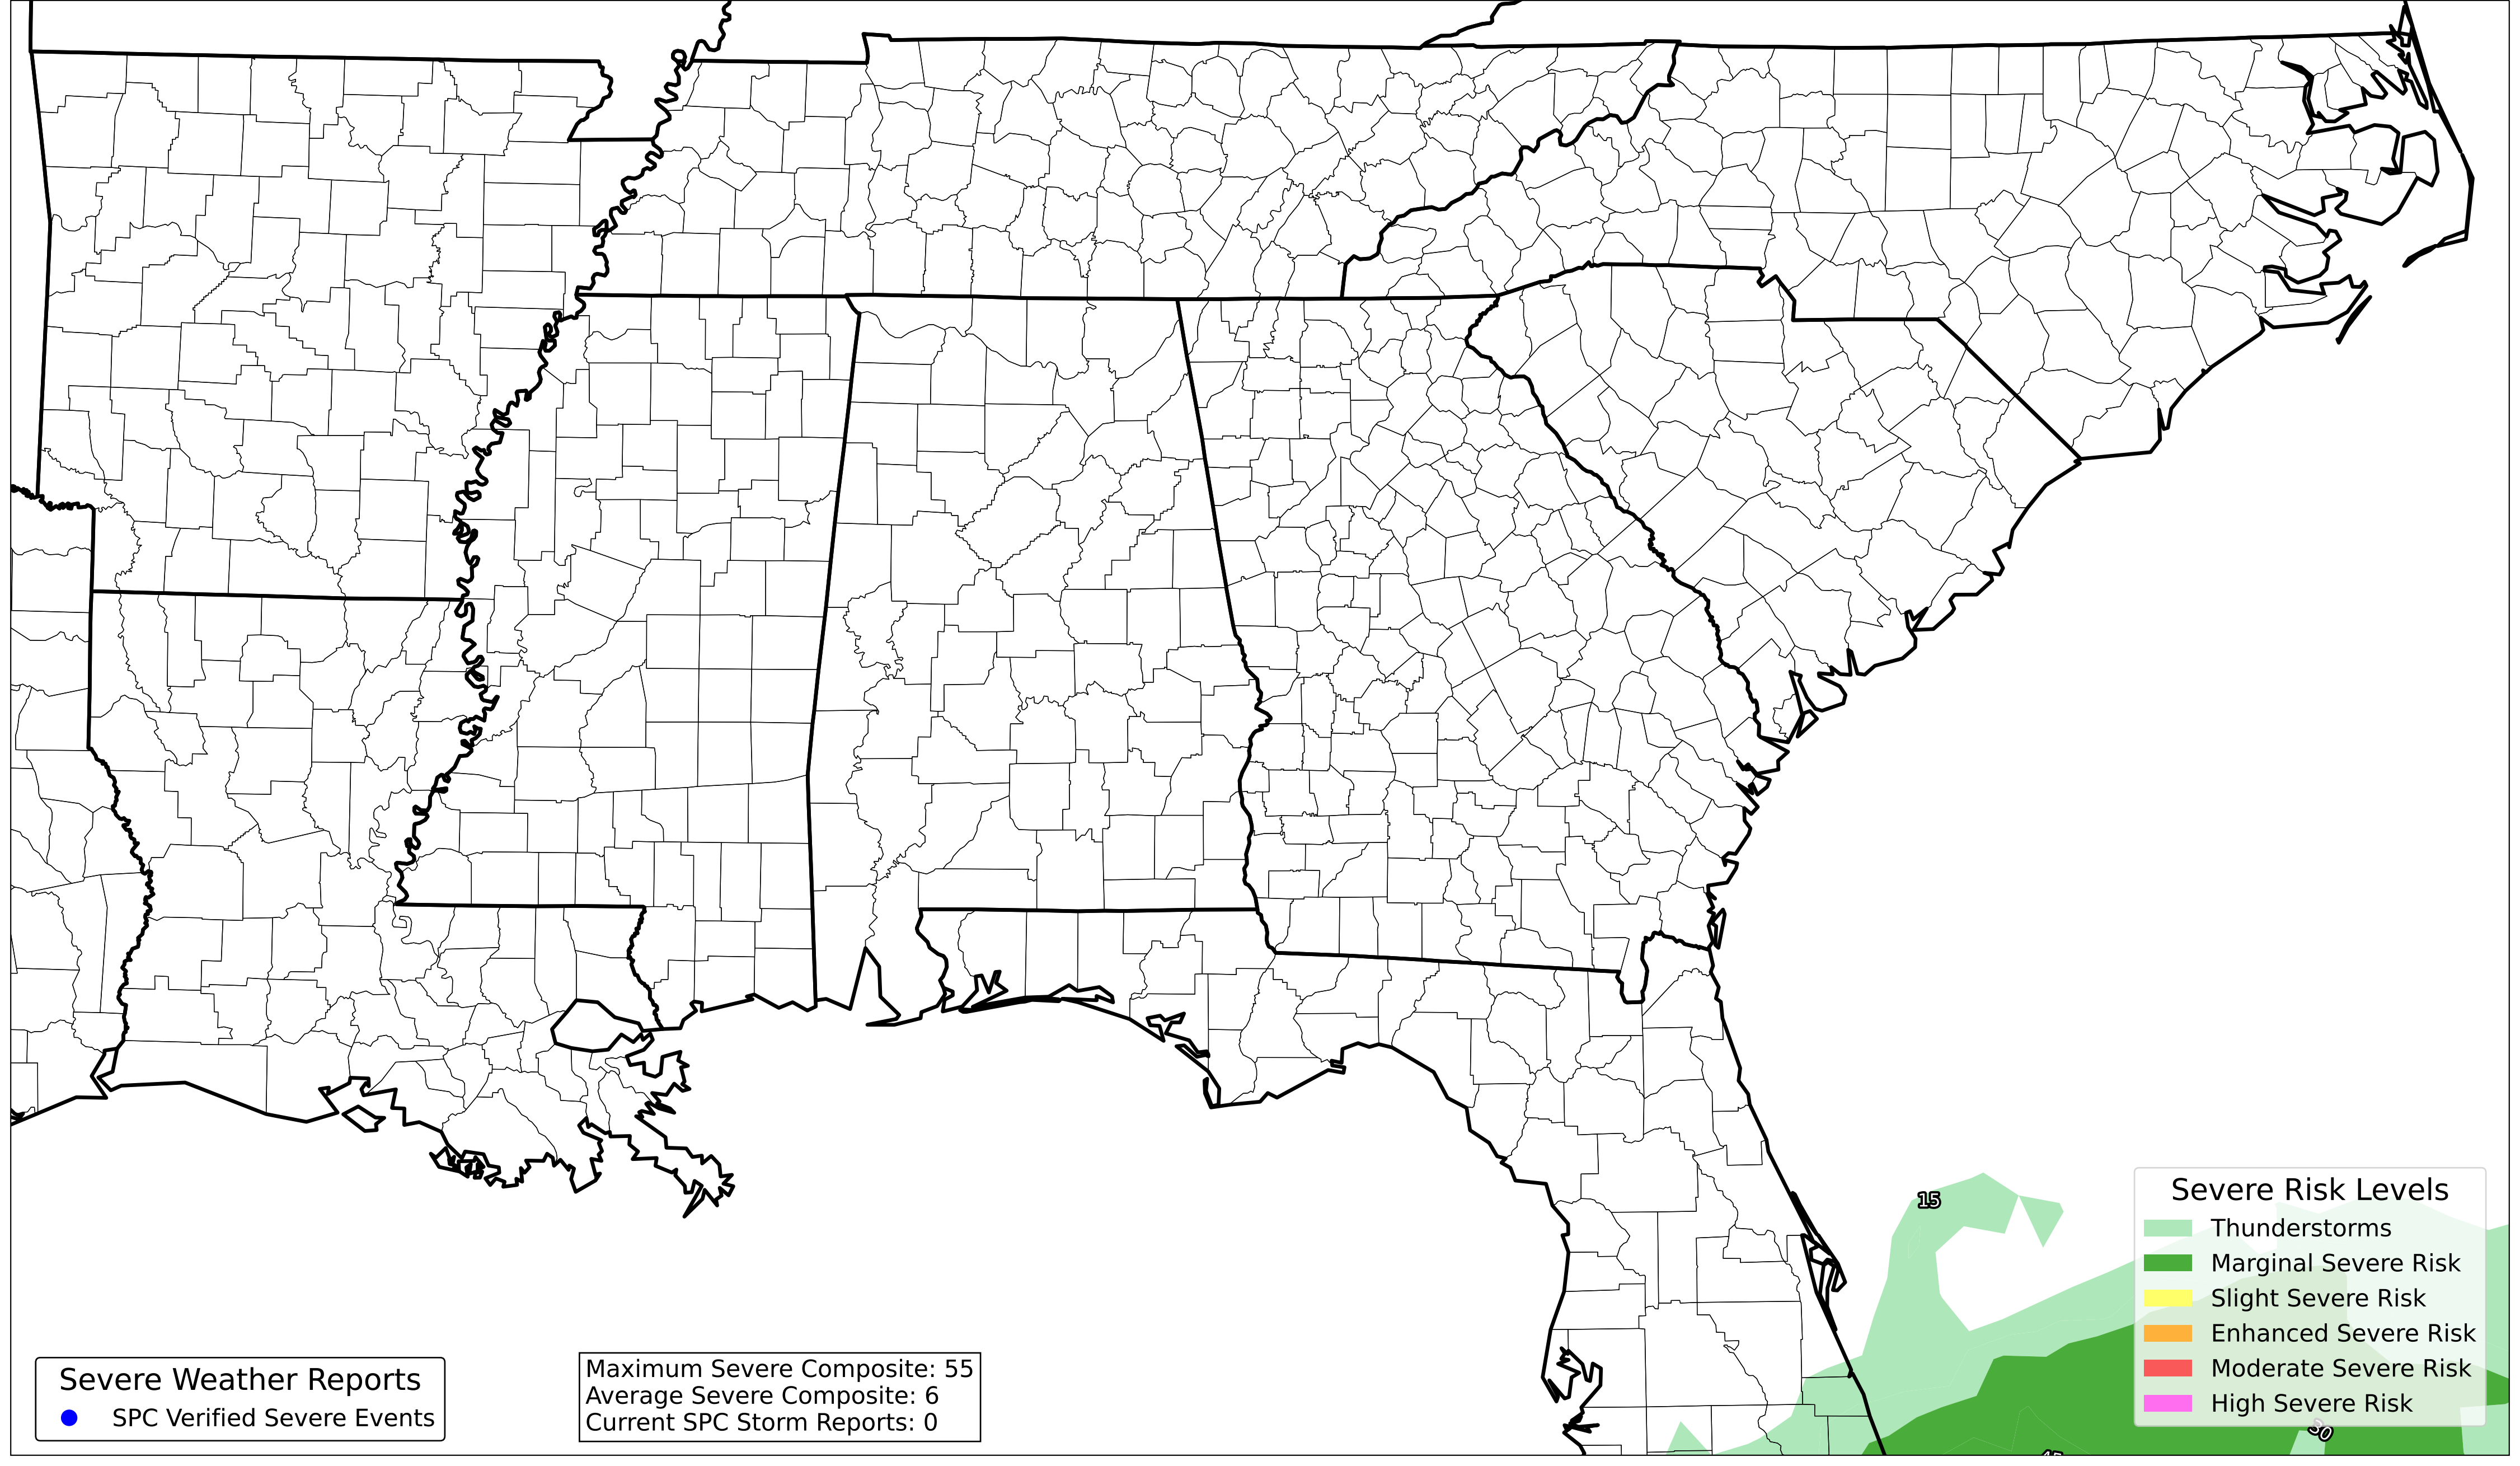 15
Severe Risk Levels
Thunderstorms
Marginal Severe Risk
Slight Severe Risk
Enhanced Severe Risk
Moderate Severe Risk
High Severe Risk
30
Severe Weather Reports
SPC Verified Severe Events
Maximum Severe Composite: 55
Average Severe Composite: 6
Current SPC Storm Reports: 0